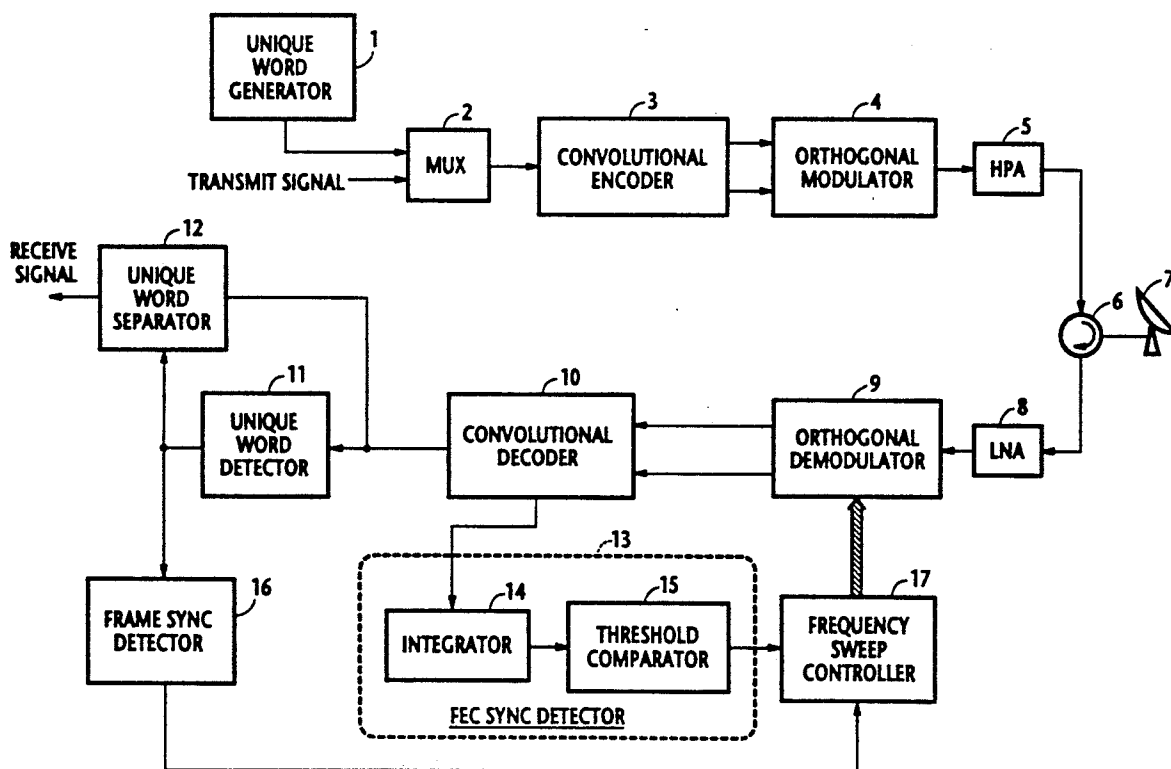 UNIQUE
WORD
GENERATOR
1
2
MUX
TRANSMIT SIGNAL
3
CONVOLUTIONAL
ENCODER
4
ORTHOGONAL
MODULATOR
5
HPA
6
7
RECEIVE
SIGNAL
12
UNIQUE
WORD
SEPARATOR
11
UNIQUE
WORD
DETECTOR
10
CONVOLUTIONAL
DECODER
9
ORTHOGONAL
DEMODULATOR
8
LNA
13
16
FRAME SYNC
DETECTOR
14
INTEGRATOR
15
THRESHOLD
COMPARATOR
FEC SYNC DETECTOR
17
FREQUENCY
SWEEP
CONTROLLER